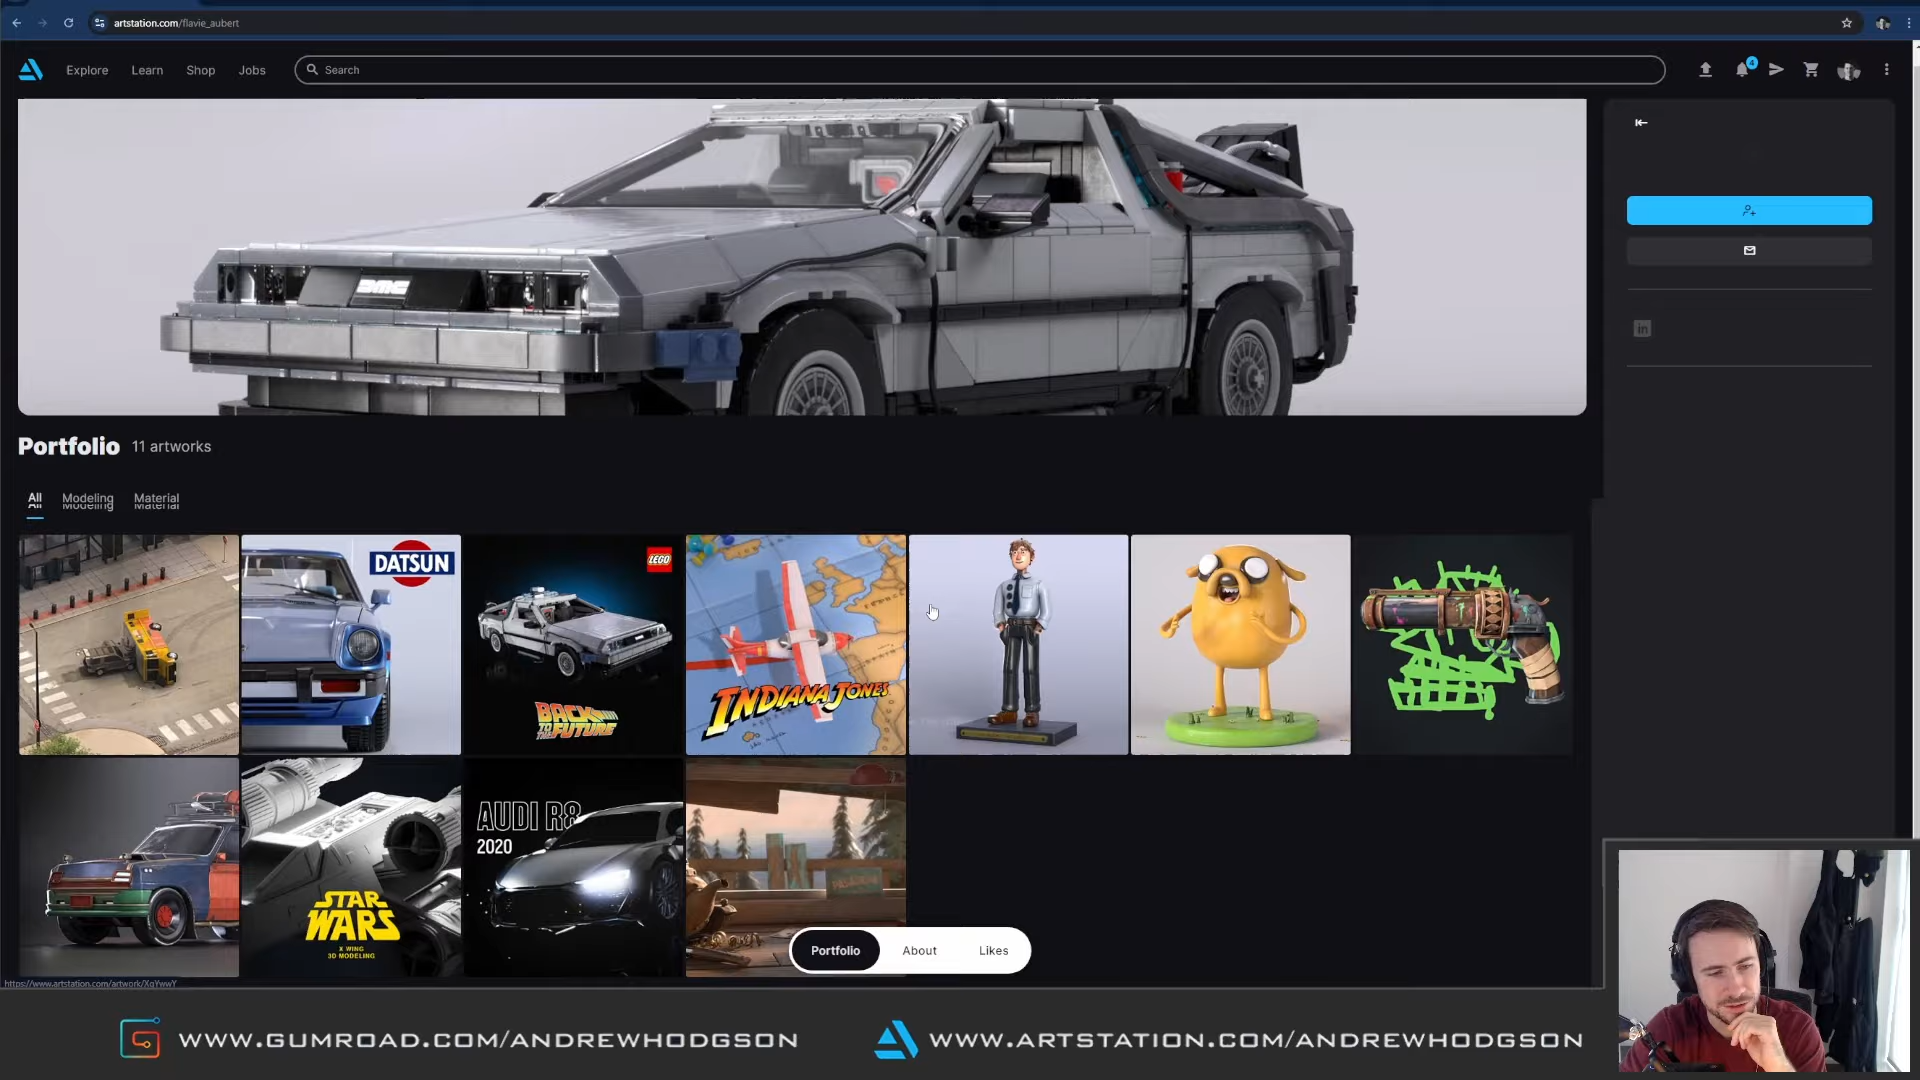 artstation.com/flavie_aubert
Explore
Learn
Shop
Jobs
Search
4
DMC
in
Portfolio
11 artworks
All
Modeling
Material
DATSUN
LEGO
BACK
TO THE
FUTURE
INDIANA JONES
STAR
WARS
X WING
3D MODELING
AUDI R8
2020
Portfolio
About
Likes
https://www.artstation.com/artwork/XqYwwY
WWW.GUMROAD.COM/ANDREWHODGSON
WWW.ARTSTATION.COM/ANDREWHODGSON